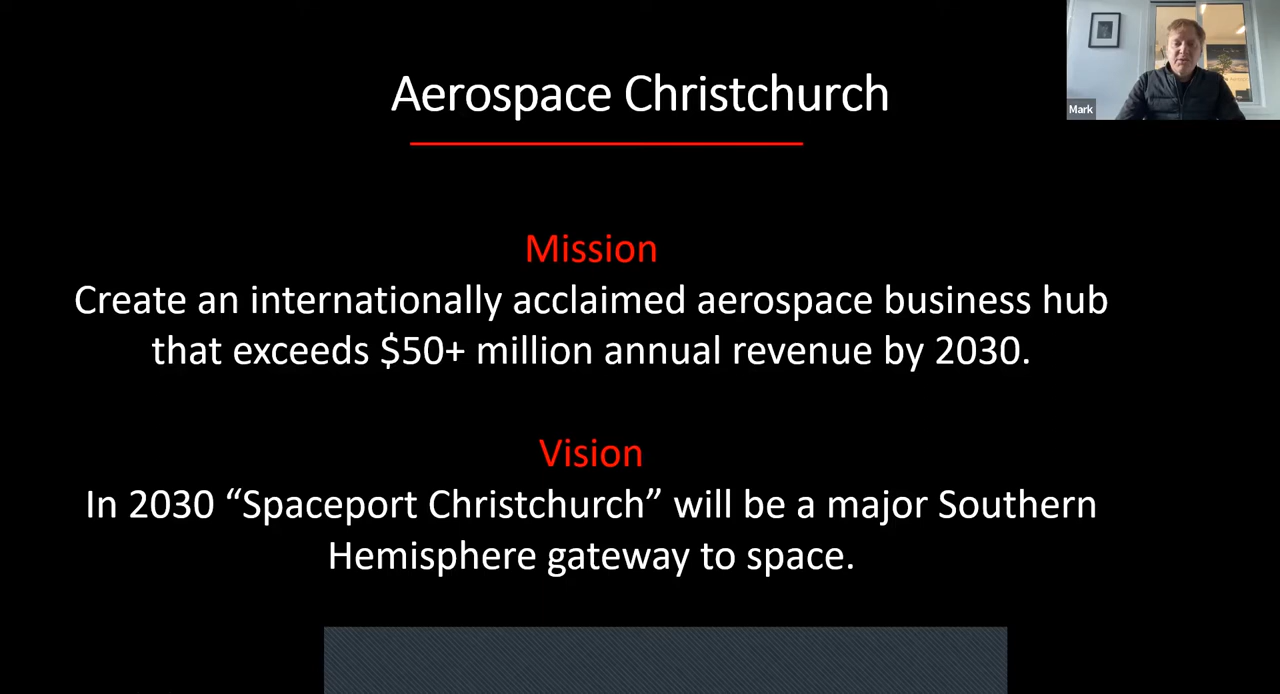 Aerospace Christchurch
Mark
Mission
Create an internationally acclaimed aerospace business hub
that exceeds $50+ million annual revenue by 2030.
Vision
In 2030 “Spaceport Christchurch” will be a major Southern
Hemisphere gateway to space.